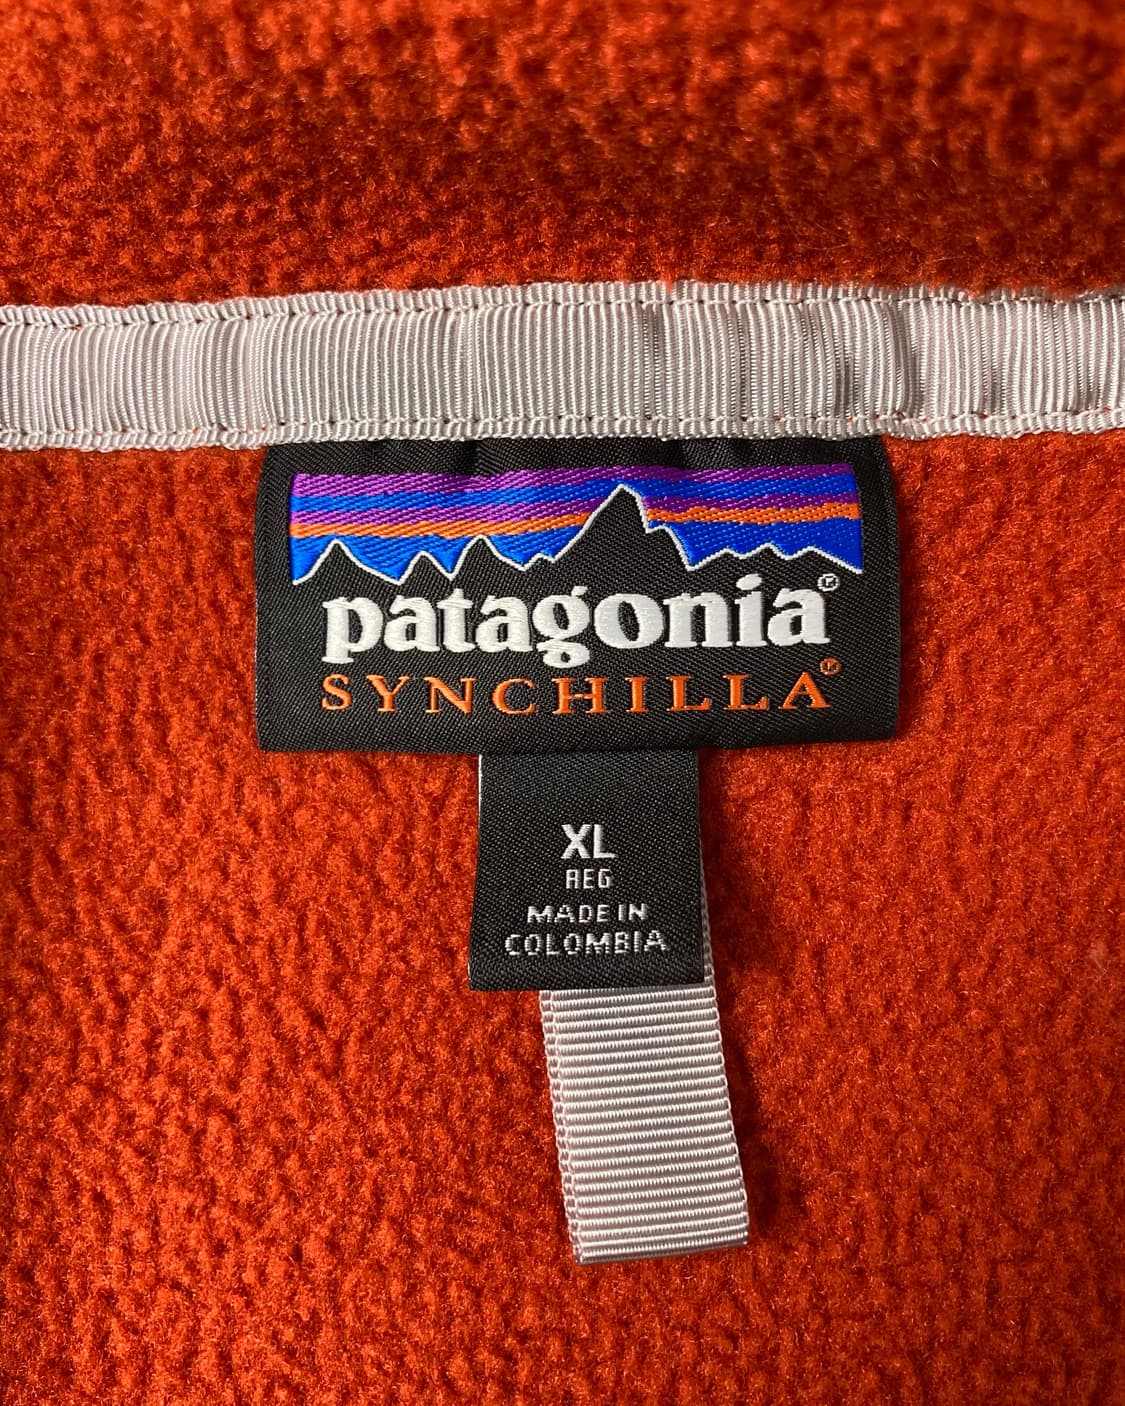 patagonia®
SYNCHILLA®
XL
REG
MADE IN
COLOMBIA